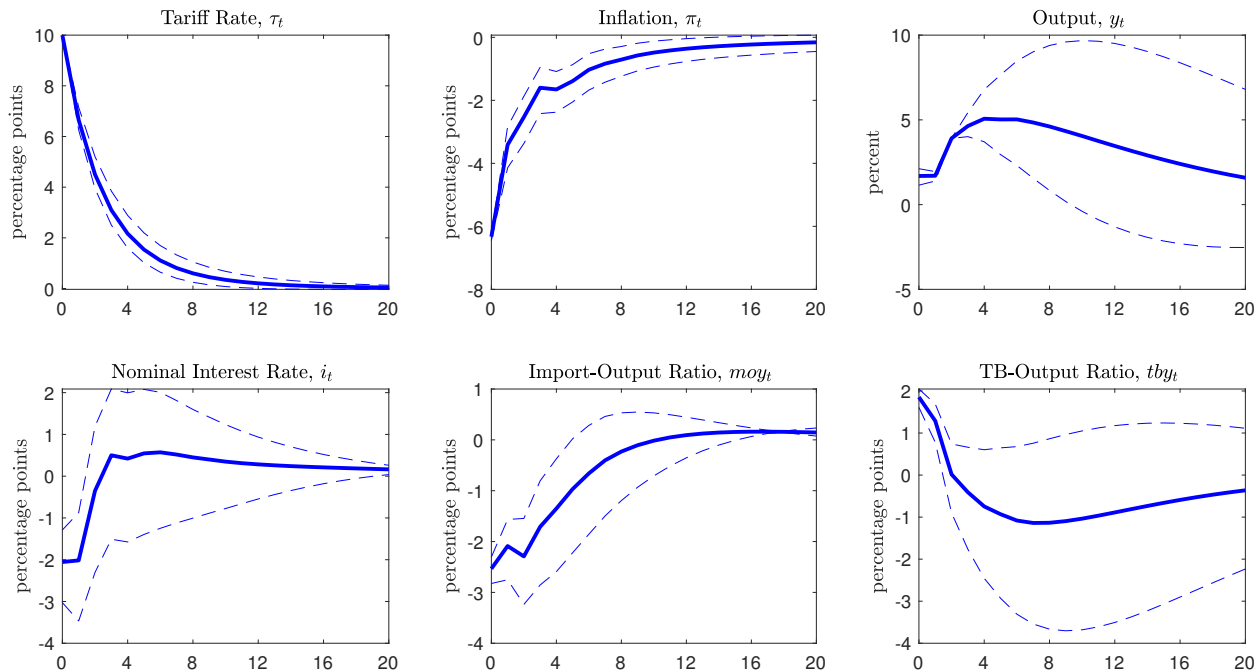 Tariff Rate, τt
percentage points
10
8
6
4
2
0
0 4 8 12 16 20
Inflation, πt
percentage points
0
-2
-4
-6
-8
0 4 8 12 16 20
Output, yt
percent
10
5
0
-5
0 4 8 12 16 20
Nominal Interest Rate, it
percentage points
2
1
0
-1
-2
-3
-4
0 4 8 12 16 20
Import-Output Ratio, moyt
percentage points
1
0
-1
-2
-3
-4
0 4 8 12 16 20
TB-Output Ratio, tbyt
percentage points
2
1
0
-1
-2
-3
-4
0 4 8 12 16 20